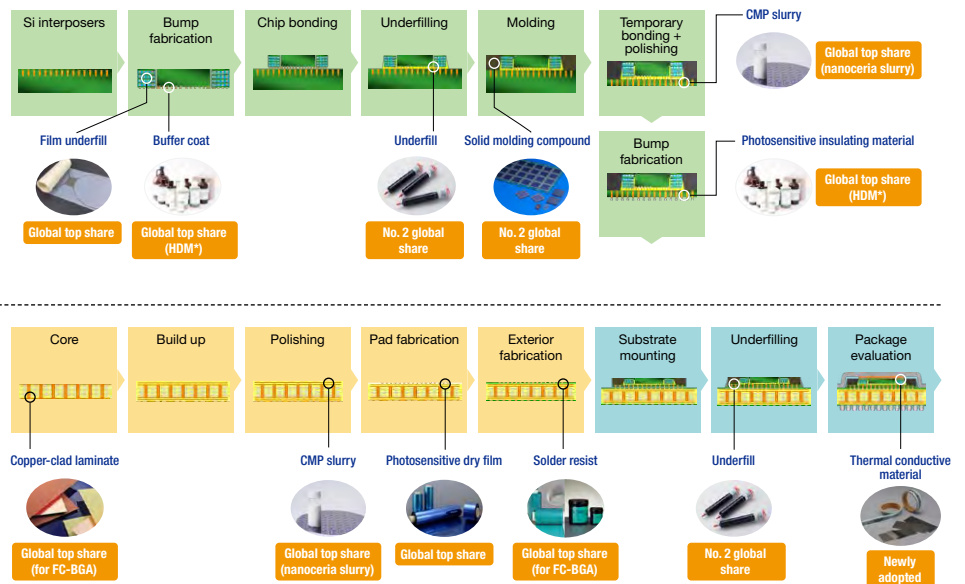 Si interposers
Bump
fabrication
Chip bonding
Underfilling
Molding
Temporary
bonding +
polishing
CMP slurry
Global top share
(nanoceria slurry)
Film underfill
Buffer coat
Underfill
Solid molding compound
Bump
fabrication
Photosensitive insulating material
Global top share
(HDM*)
Global top share
Global top share
(HDM*)
No. 2 global
share
No. 2 global
share
Core
Build up
Polishing
Pad fabrication
Exterior
fabrication
Substrate
mounting
Underfilling
Package
evaluation
Copper-clad laminate
CMP slurry
Photosensitive dry film
Solder resist
Underfill
Thermal conductive
material
Global top share
(for FC-BGA)
Global top share
(nanoceria slurry)
Global top share
Global top share
(for FC-BGA)
No. 2 global
share
Newly
adopted